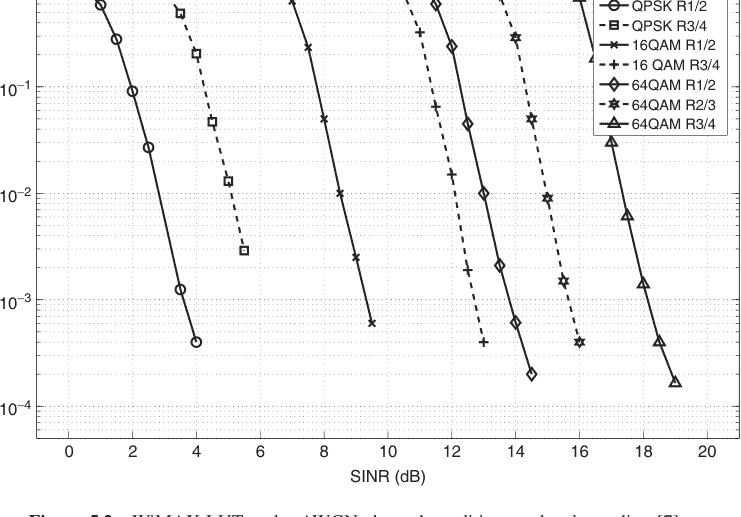 QPSK R1/2
QPSK R3/4
16QAM R1/2
16 QAM R3/4
64QAM R1/2
64QAM R2/3
64QAM R3/4
10−1
10−2
10−3
10−4
0 2 4 6 8 10 12 14 16 18 20
SINR (dB)